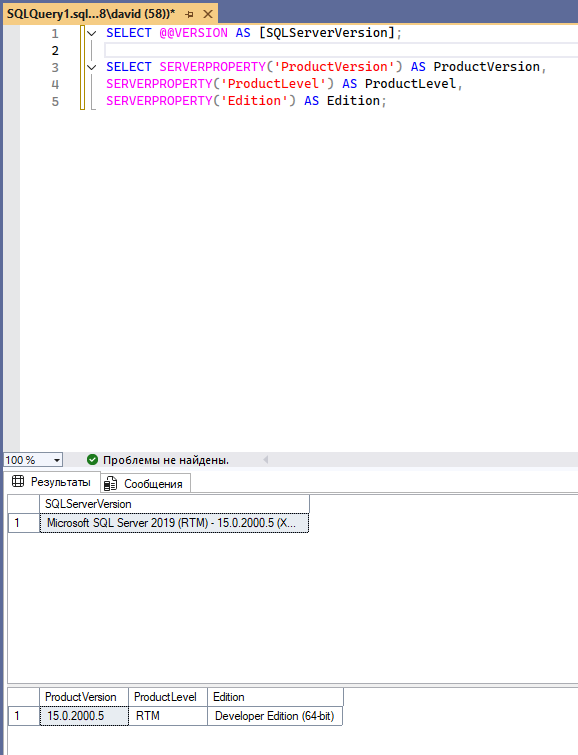 SQLQuery1.sql...8\david (58))*
1 SELECT @@VERSION AS [SQLServerVersion];
2
3 SELECT SERVERPROPERTY('ProductVersion') AS ProductVersion,
4 SERVERPROPERTY('ProductLevel') AS ProductLevel,
5 SERVERPROPERTY('Edition') AS Edition;
100 % Проблемы не найдены.
Результаты Сообщения
SQLServerVersion
1 Microsoft SQL Server 2019 (RTM) - 15.0.2000.5 (X...
ProductVersion ProductLevel Edition
1 15.0.2000.5 RTM Developer Edition (64-bit)